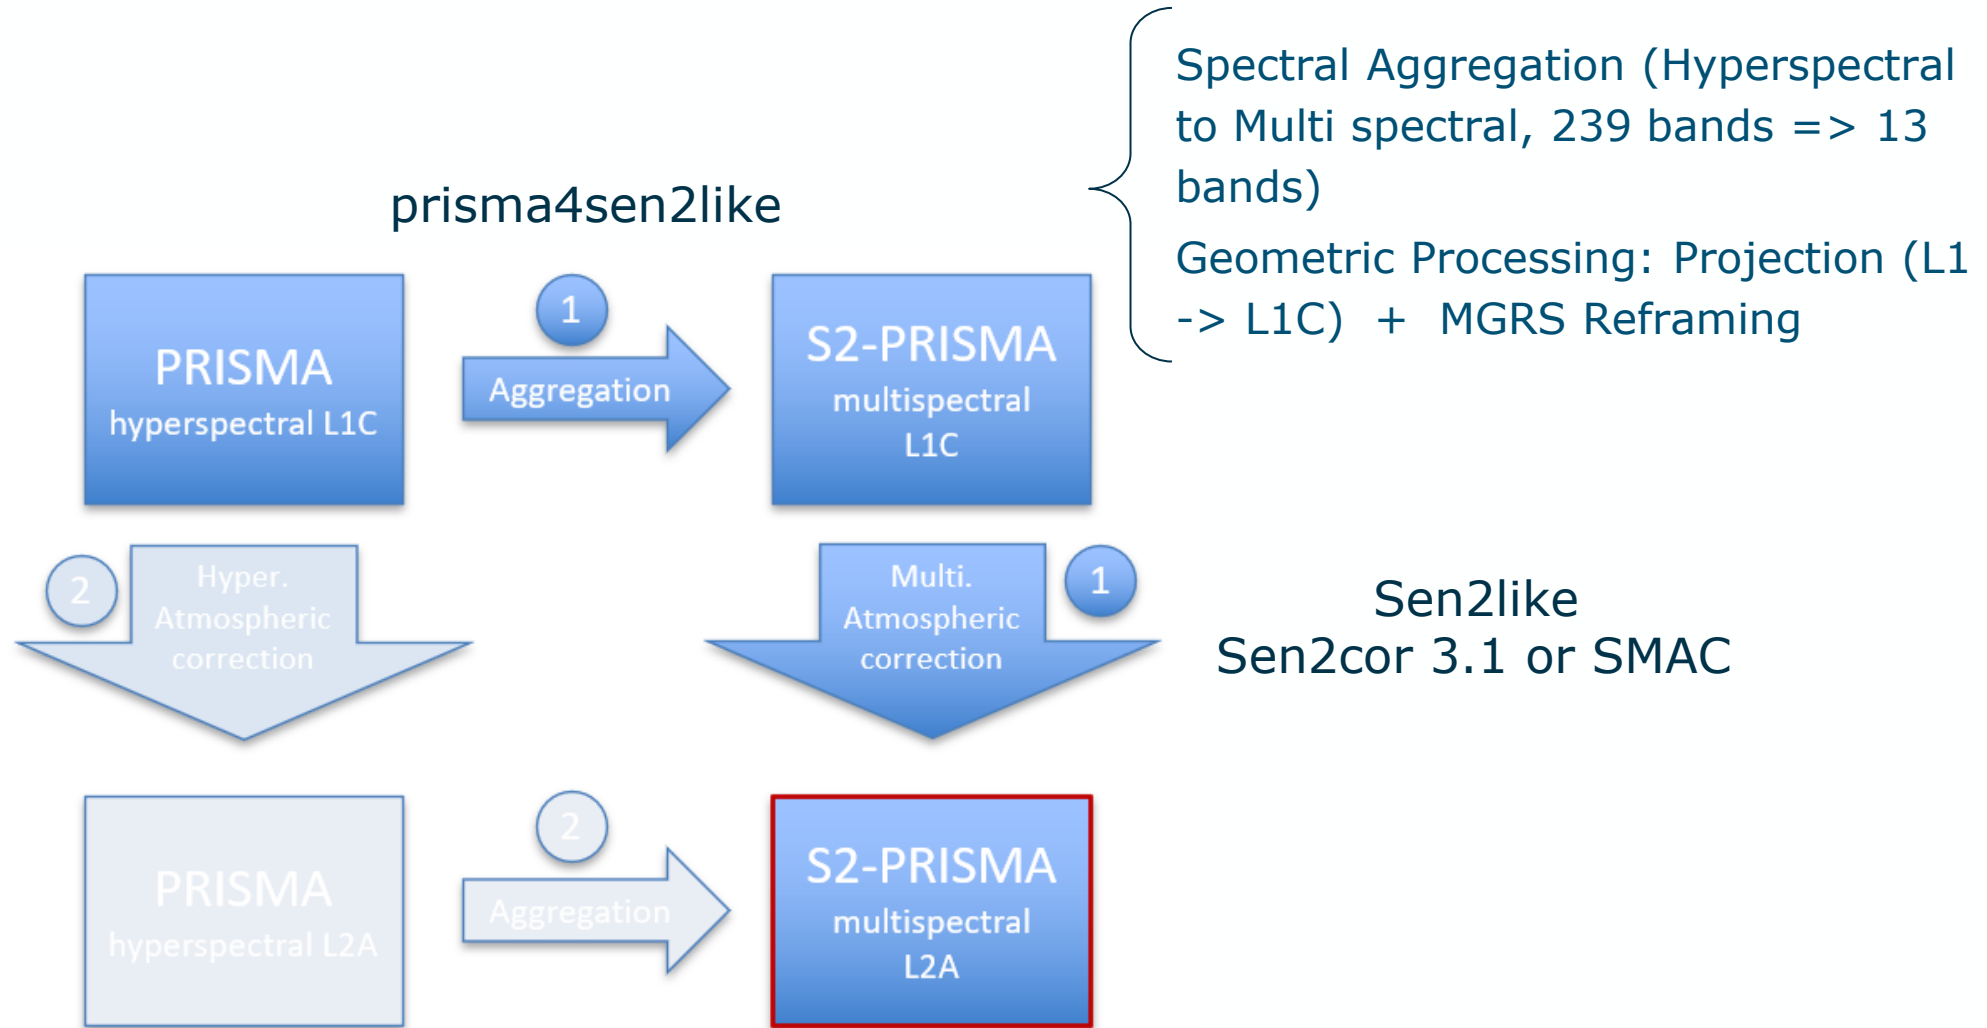 Spectral Aggregation (Hyperspectral
to Multi spectral, 239 bands => 13
bands)
Geometric Processing: Projection (L1
-> L1C) + MGRS Reframing
prisma4sen2like
PRISMA
hyperspectral L1C
1
Aggregation
S2-PRISMA
multispectral
L1C
2
Hyper.
Atmospheric
correction
Multi.
Atmospheric
correction
1
Sen2like
Sen2cor 3.1 or SMAC
PRISMA
hyperspectral L2A
2
Aggregation
S2-PRISMA
multispectral
L2A